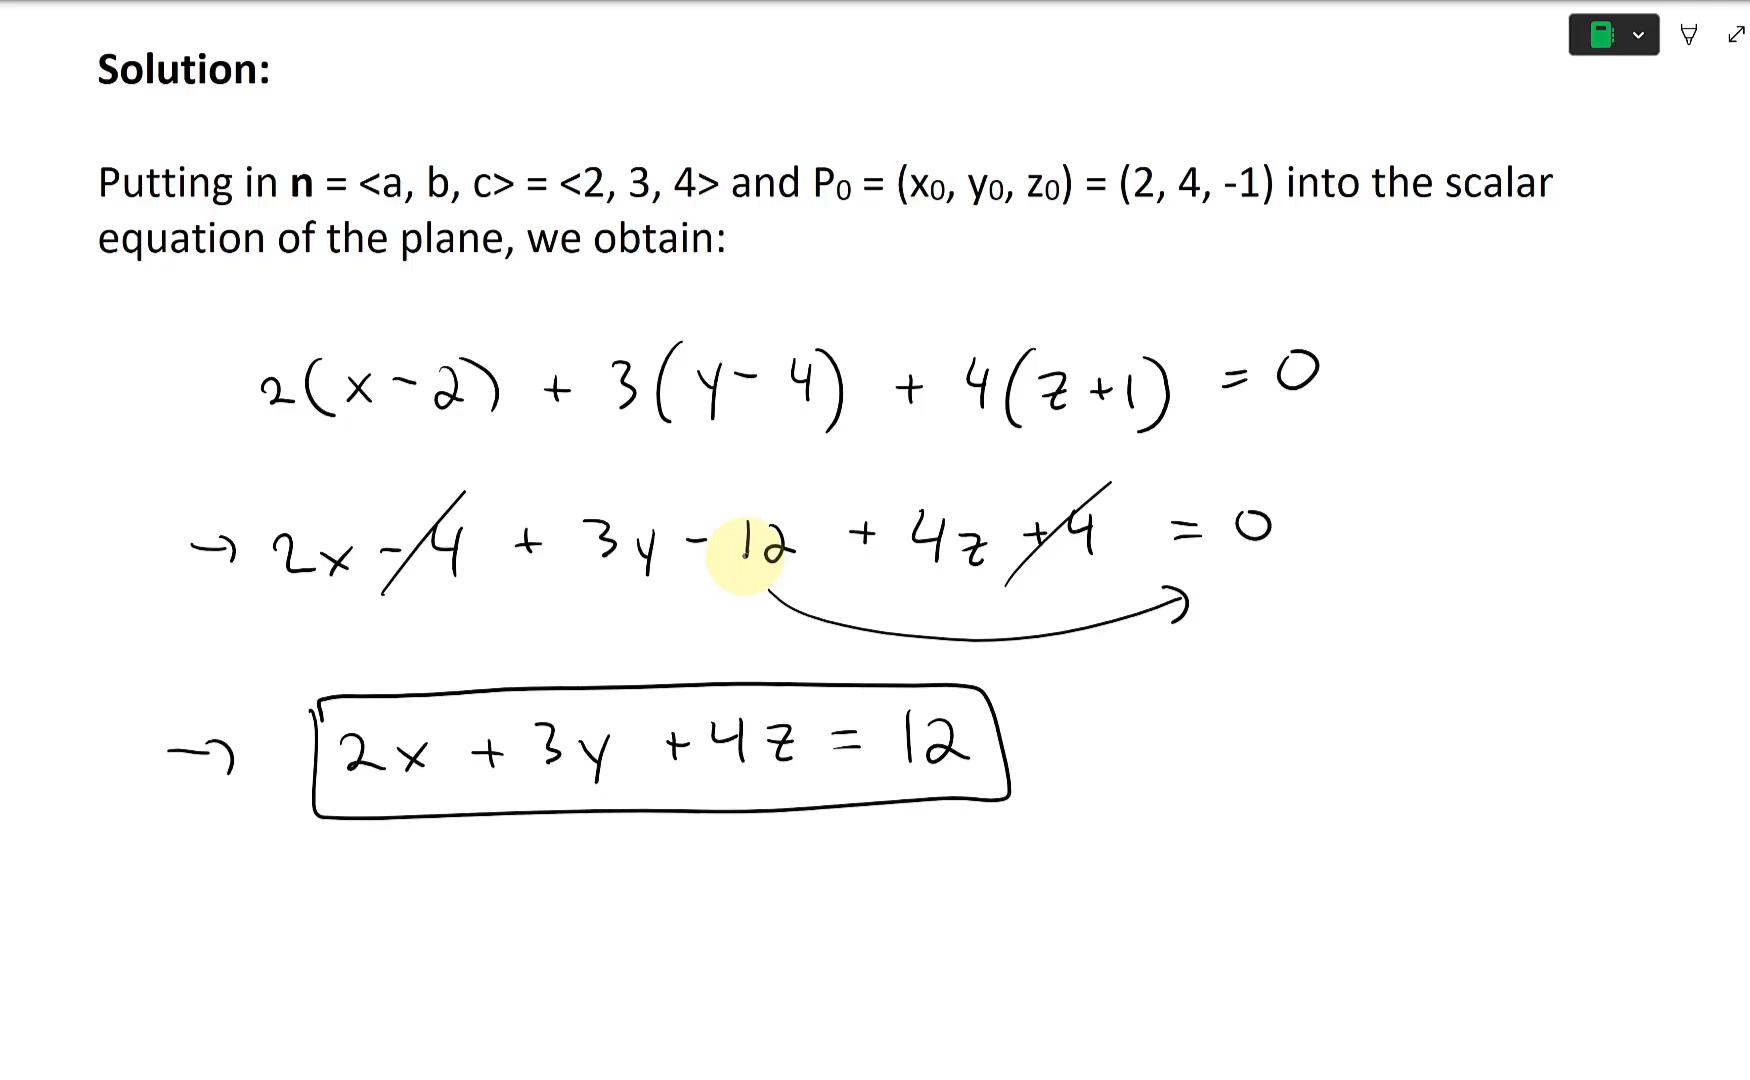 Solution:
Putting in n = <a, b, c> = <2, 3, 4> and P₀ = (x₀, y₀, z₀) = (2, 4, -1) into the scalar
equation of the plane, we obtain:
2(x-2) + 3(y-4) + 4(z+1) = 0
→ 2x -4 + 3y - 12 + 4z +4 = 0
→ 2x + 3y + 4z = 12